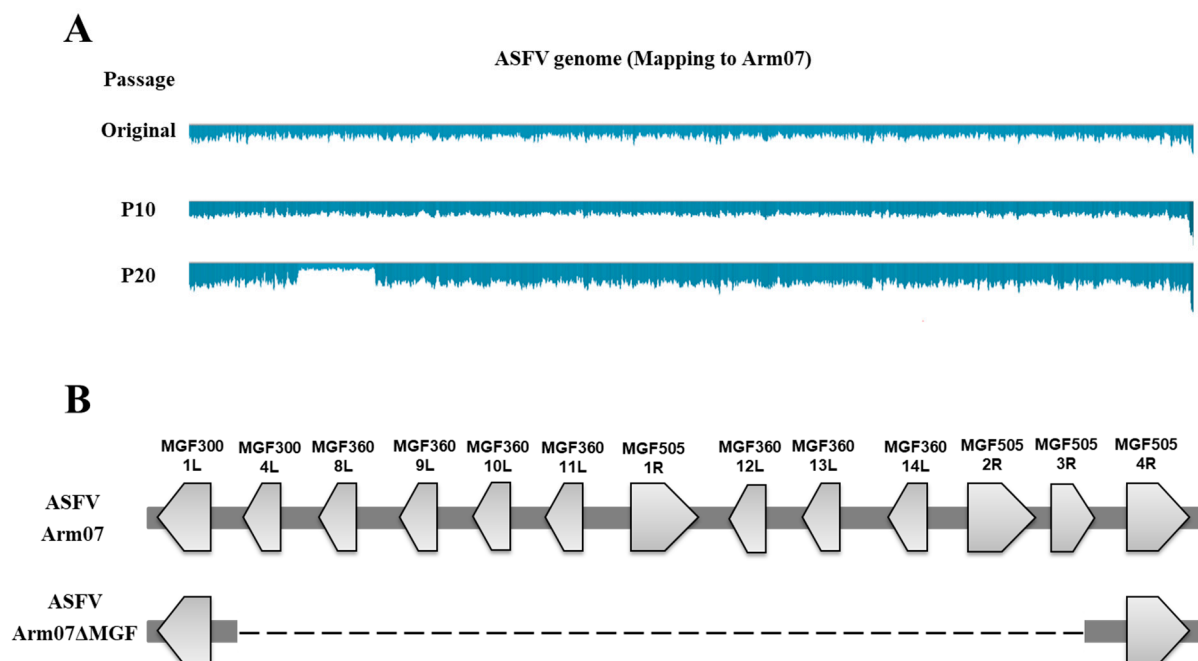 A
ASFV genome (Mapping to Arm07)
Passage
Original
P10
P20
B
MGF300 MGF300 MGF360 MGF360 MGF360 MGF360 MGF505 MGF360 MGF360 MGF360 MGF505 MGF505 MGF505
1L 4L 8L 9L 10L 11L 1R 12L 13L 14L 2R 3R 4R
ASFV
Arm07
ASFV
Arm07ΔMGF